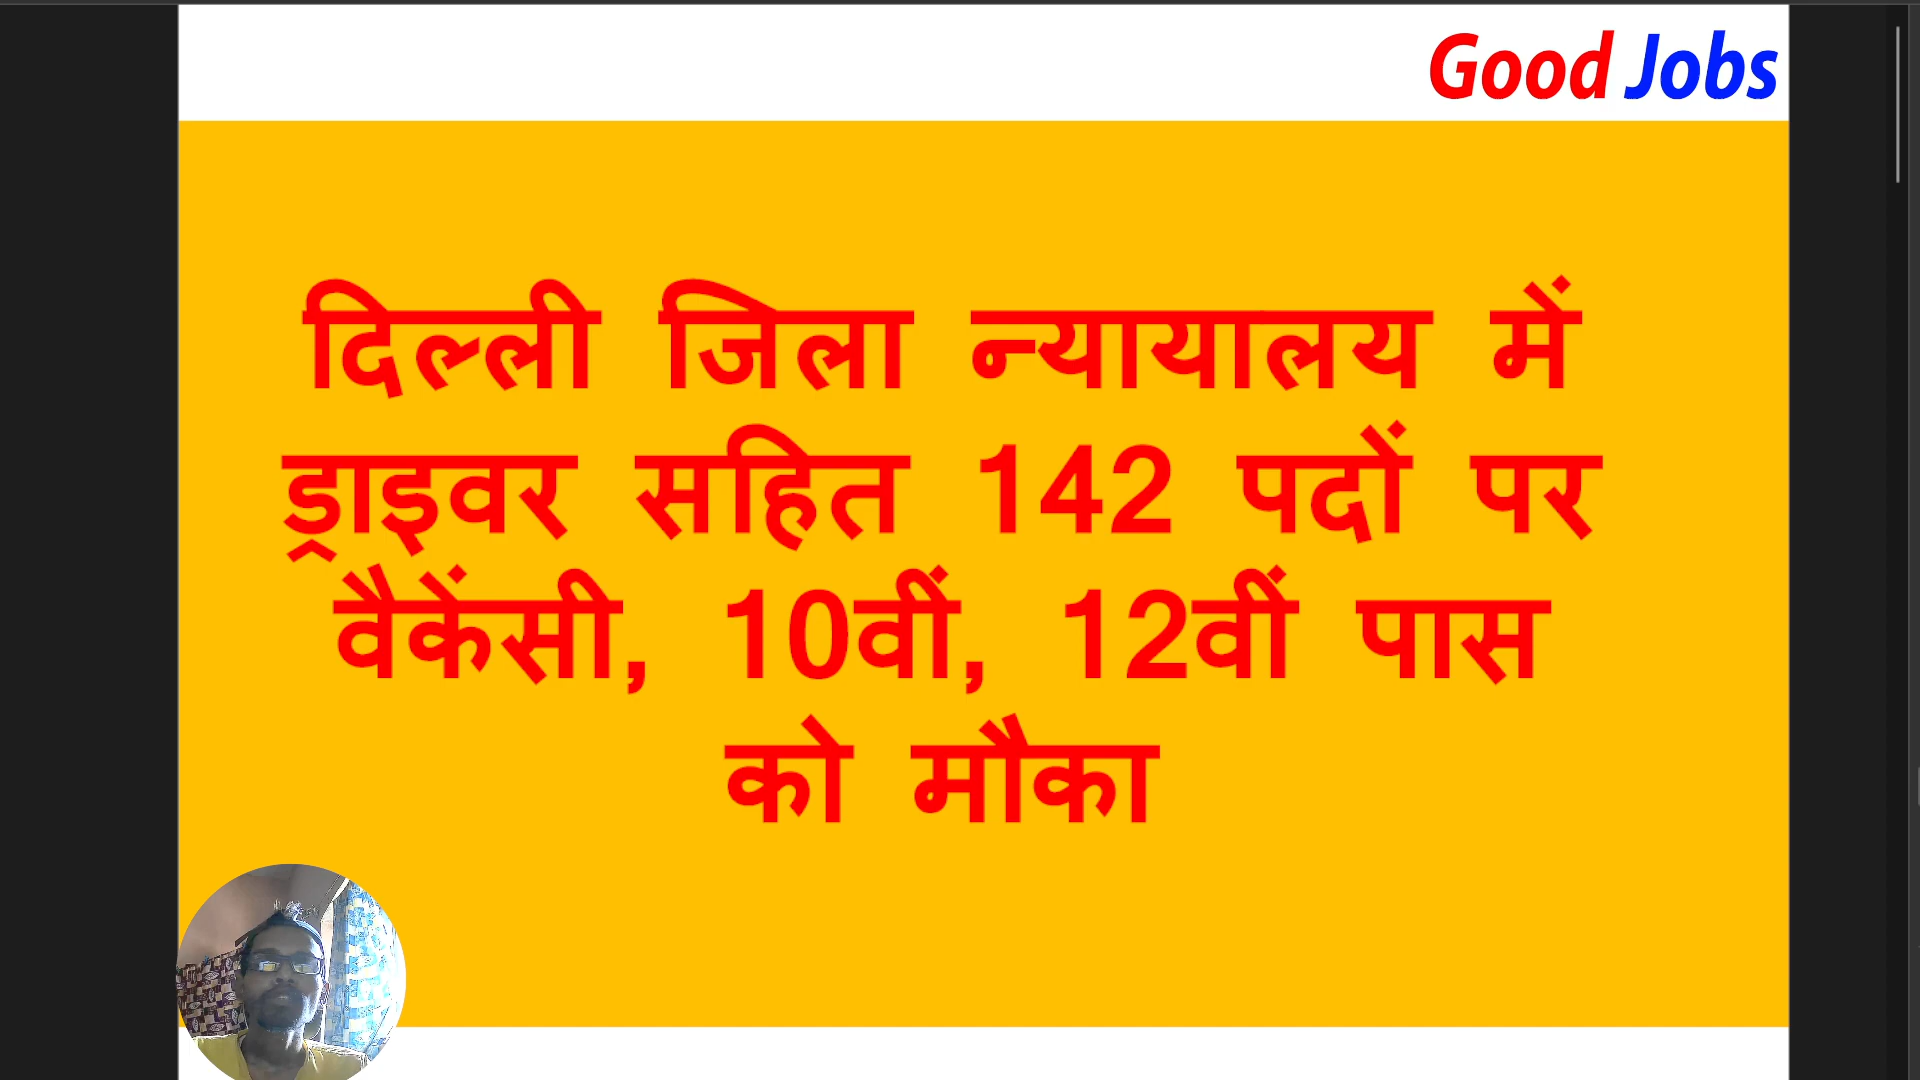 Good Jobs
दिल्ली जिला न्यायालय में
ड्राइवर सहित 142 पदों पर
वैकेंसी, 10वीं, 12वीं पास
को मौका